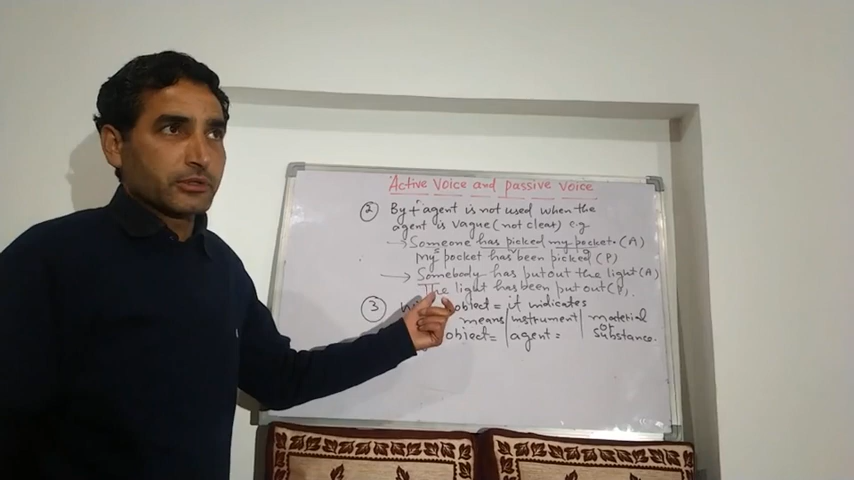 Active Voice and passive Voice
② By + agent is not used when the
agent is vague (not clear) e.g
→ Someone has picked my pocket. (A)
My pocket has been picked (P)
→ Somebody has put out the light (A)
The light has been put out (P).
③ object = it indicates
means | instrument | material or
object = | agent = substance.